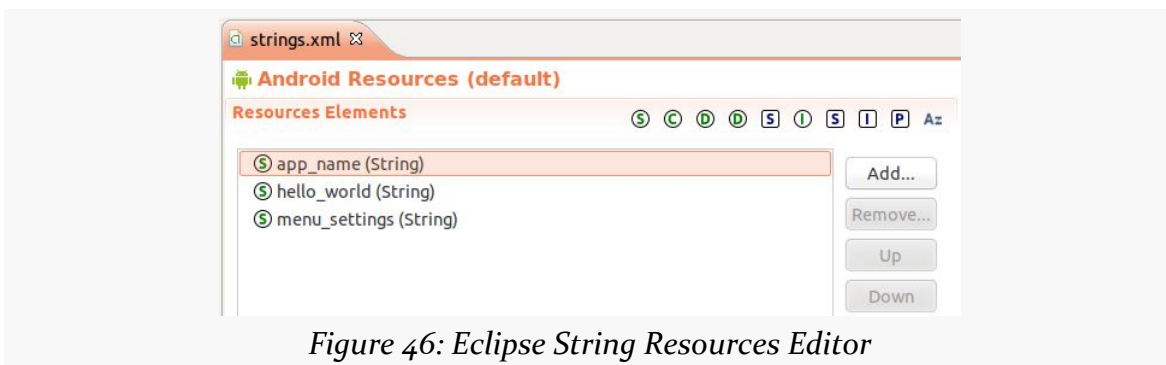 strings.xml
Android Resources (default)
Resources Elements
S C D D S I S I P Az
S app_name (String)
S hello_world (String)
S menu_settings (String)
Add...
Remove...
Up
Down
Figure 46: Eclipse String Resources Editor